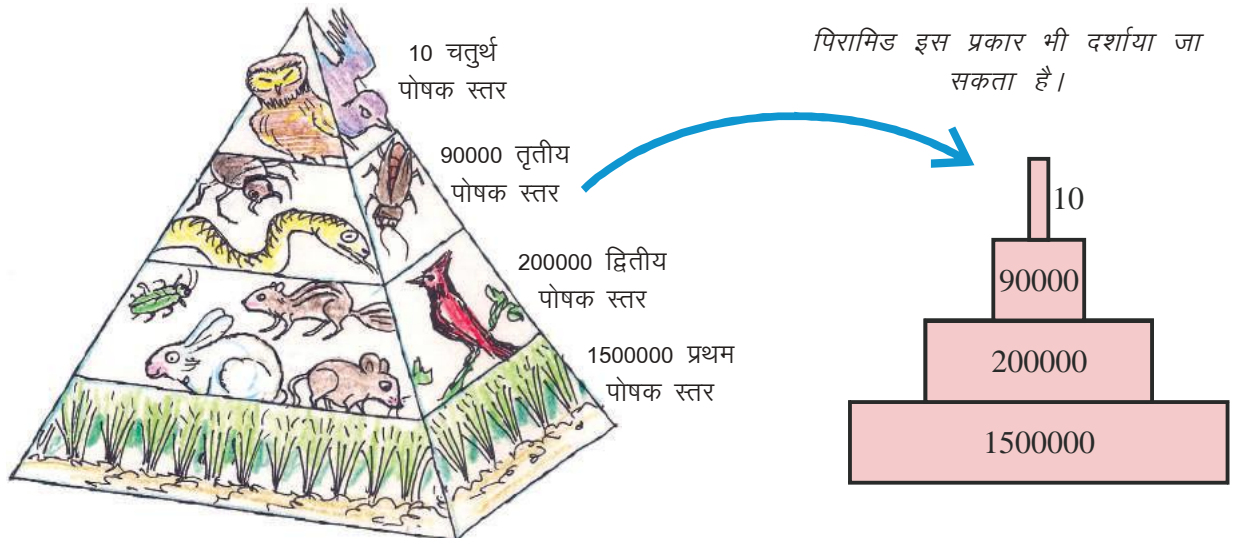 10 चतुर्थ
पोषक स्तर
90000 तृतीय
पोषक स्तर
200000 द्वितीय
पोषक स्तर
1500000 प्रथम
पोषक स्तर
पिरामिड इस प्रकार भी दर्शाया जा
सकता है।
10
90000
200000
1500000